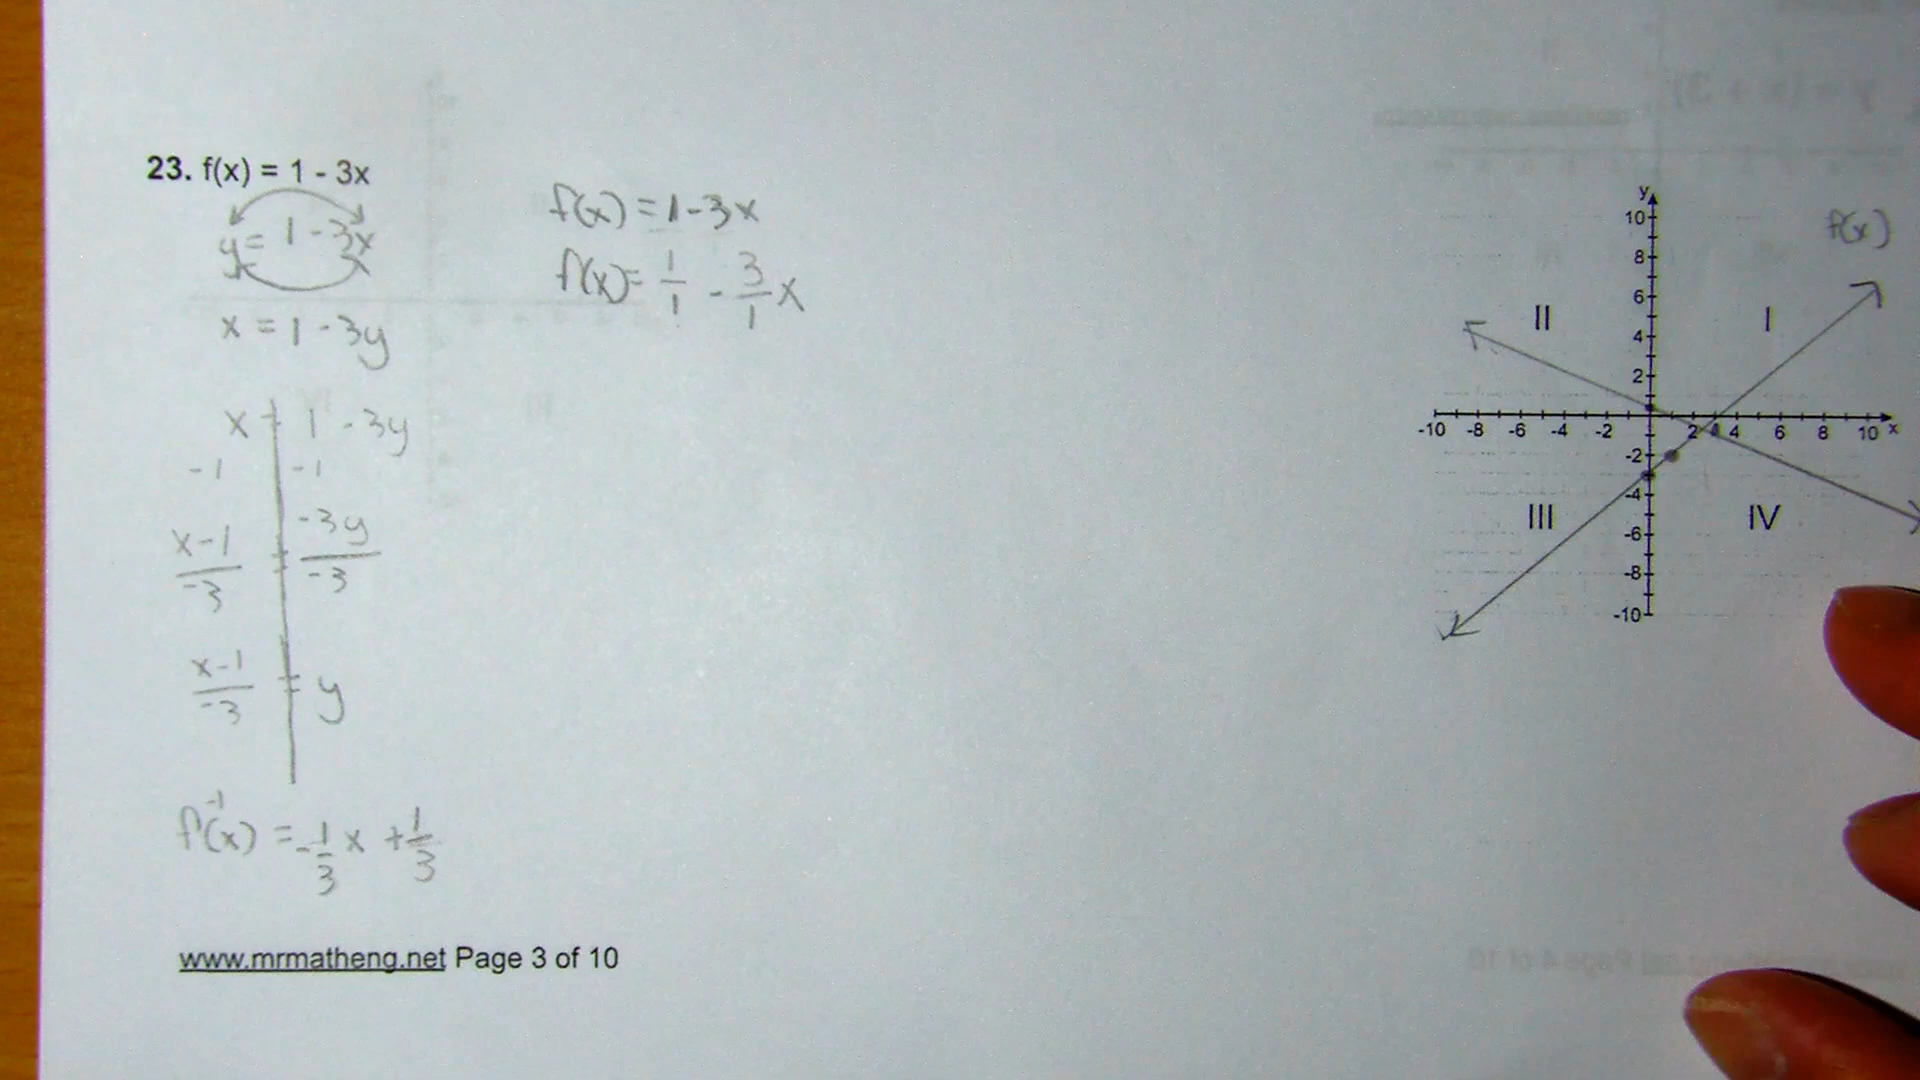 23. f(x) = 1 - 3x
y = 1 - 3x
x = 1 - 3y
x = 1 - 3y
-1 -1
x-1/-3 = -3y/-3
x-1/-3 = y
f⁻¹(x) = -1/3 x + 1/3
f(x) = 1-3x
f(x) = 1/1 - 3/1 x
y
f(x)
10
8
6
4
2
II I
-10 -8 -6 -4 -2 2 4 6 8 10 x
-2
-4
-6
-8
-10
III IV
www.mrmatheng.net Page 3 of 10